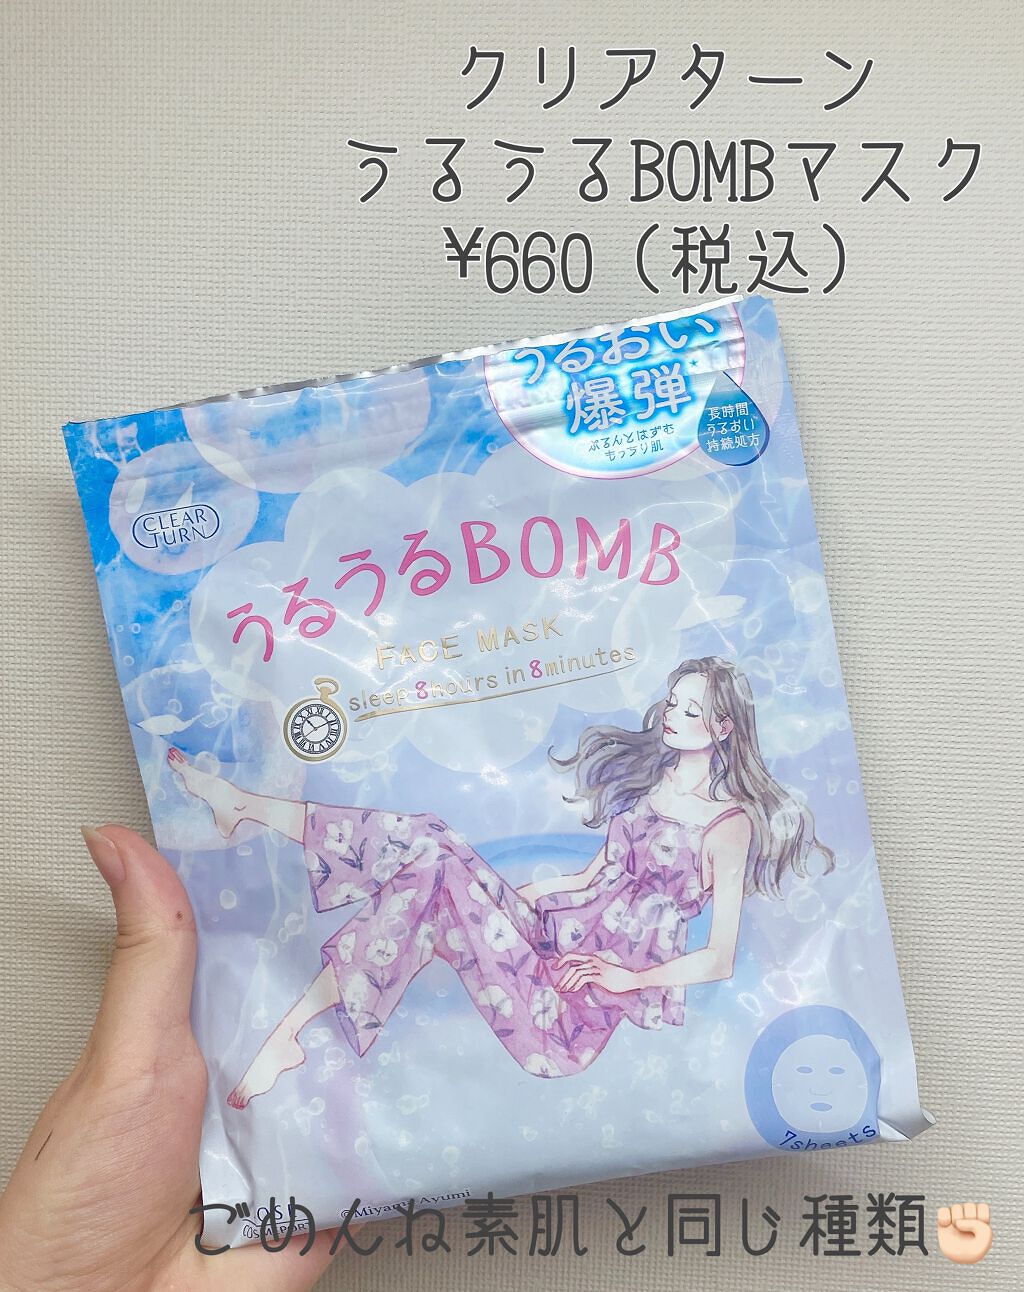 クリアターン
うるうるBOMBマスク
¥660（税込）
うるおい
爆弾
ぷるんとはずむ
もっちり肌
長時間
うるおい
持続処方
CLEAR
TURN
うるうるBOMB
FACE MASK
sleep 8hours in 8minutes
7sheets
©Miyama Ayumi
ごめんね素肌と同じ種類✊🏻